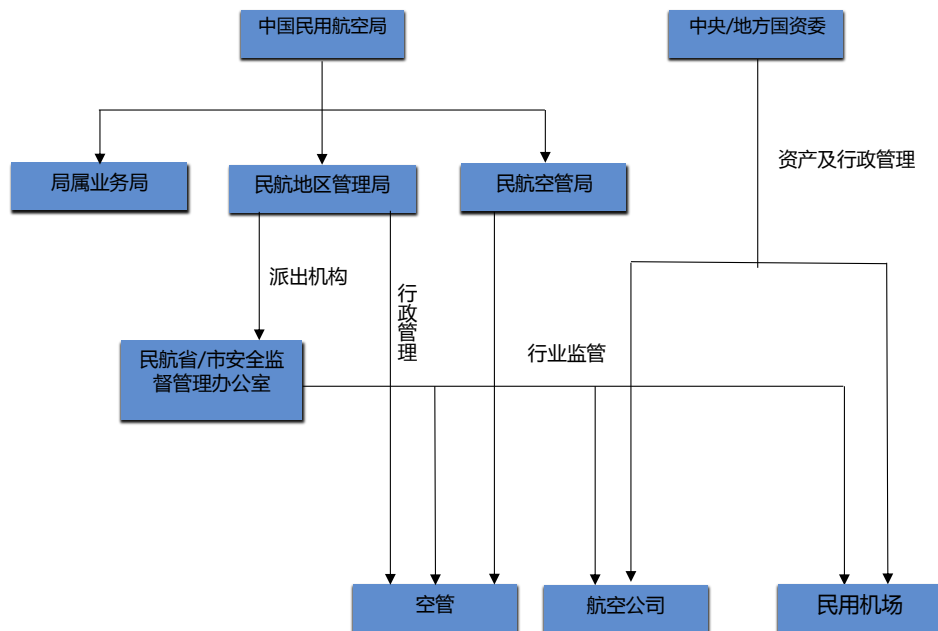 中国民用航空局
中央/地方国资委
资产及行政管理
局属业务局
民航地区管理局
民航空管局
派出机构
行政管理
民航省/市安全监
督管理办公室
行业监管
空管
航空公司
民用机场